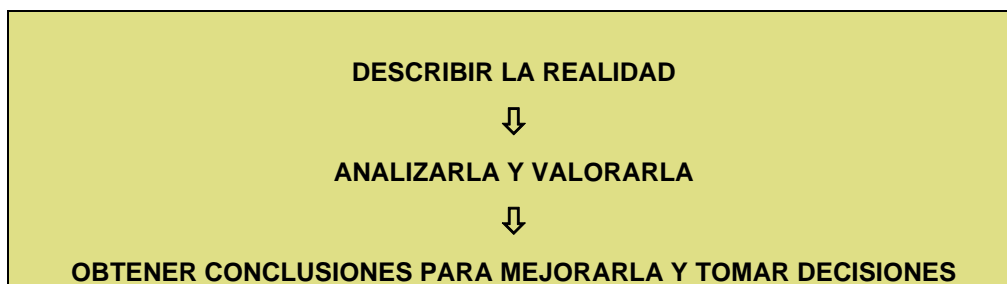 DESCRIBIR LA REALIDAD
⇩
ANALIZARLA Y VALORARLA
⇩
OBTENER CONCLUSIONES PARA MEJORARLA Y TOMAR DECISIONES